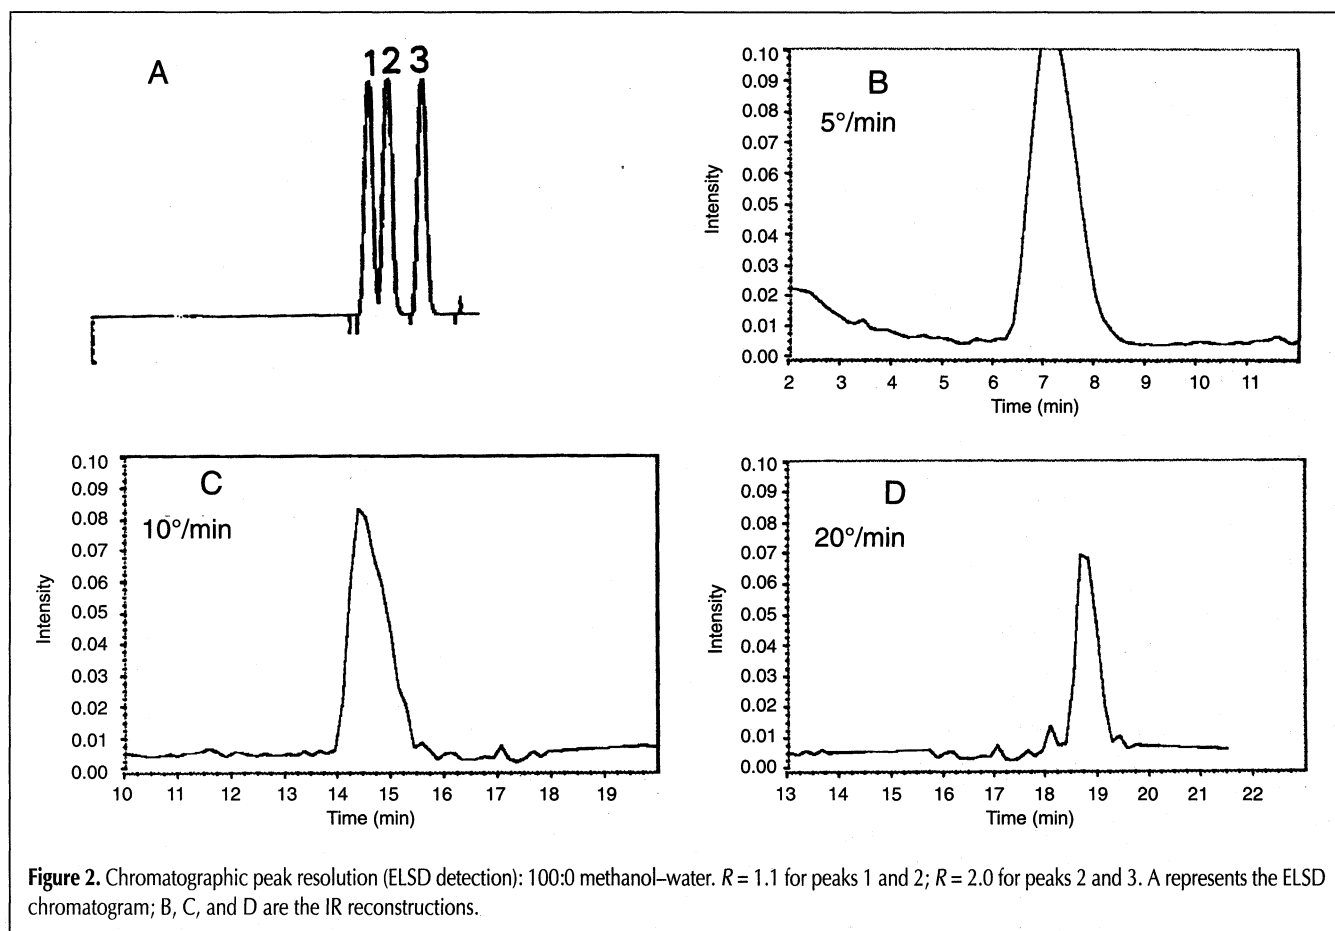 A
1 2 3
B
5°/min
0.10
0.09
0.08
0.07
0.06
0.05
0.04
0.03
0.02
0.01
0.00
Intensity
2 3 4 5 6 7 8 9 10 11
Time (min)
C
10°/min
0.10
0.09
0.08
0.07
0.06
0.05
0.04
0.03
0.02
0.01
0.00
Intensity
10 11 12 13 14 15 16 17 18 19
Time (min)
D
20°/min
0.10
0.09
0.08
0.07
0.06
0.05
0.04
0.03
0.02
0.01
0.00
Intensity
13 14 15 16 17 18 19 20 21 22
Time (min)
Figure 2. Chromatographic peak resolution (ELSD detection): 100:0 methanol–water. R = 1.1 for peaks 1 and 2; R = 2.0 for peaks 2 and 3. A represents the ELSD
chromatogram; B, C, and D are the IR reconstructions.